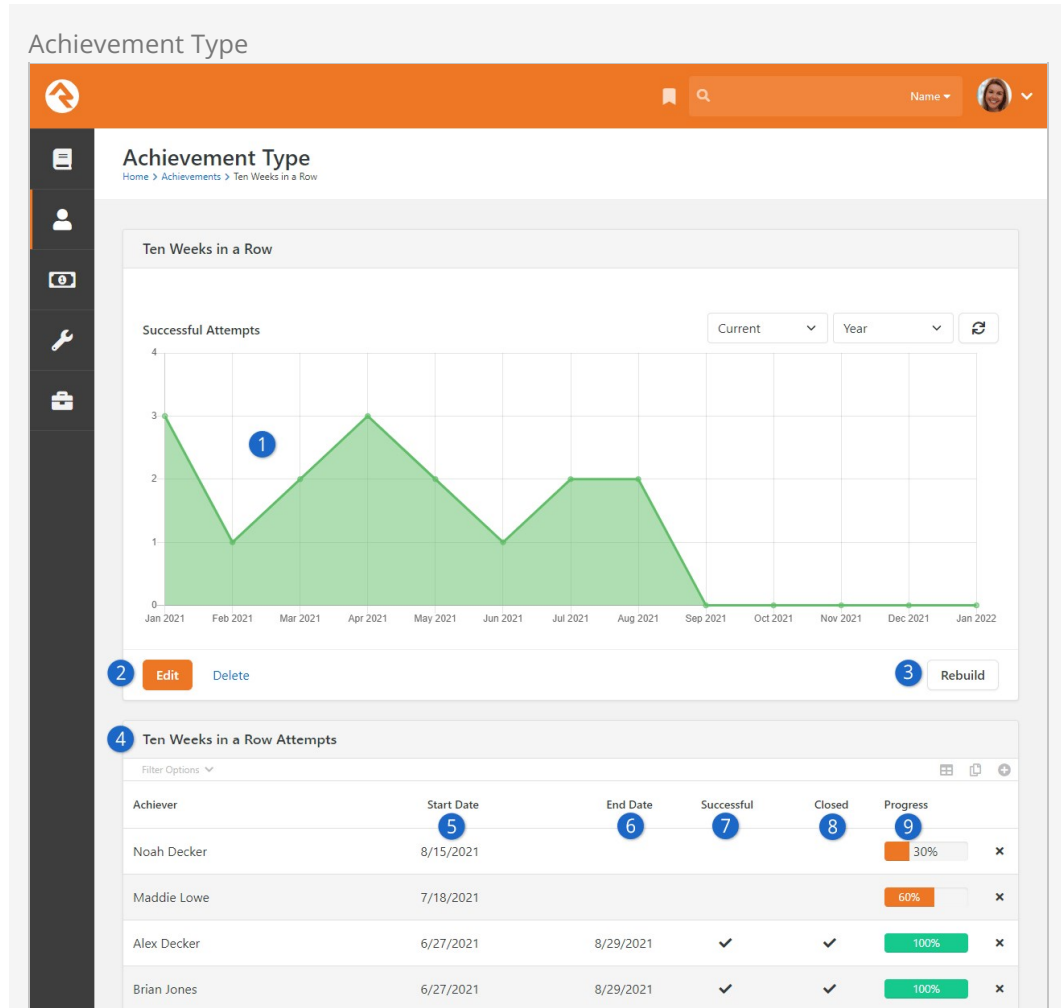 Achievement Type
Name
Achievement Type
Home > Achievements > Ten Weeks in a Row
Ten Weeks in a Row
Successful Attempts
Current
Year
4
3
1
2
1
0
Jan 2021 Feb 2021 Mar 2021 Apr 2021 May 2021 Jun 2021 Jul 2021 Aug 2021 Sep 2021 Oct 2021 Nov 2021 Dec 2021 Jan 2022
2 Edit Delete 3 Rebuild
4 Ten Weeks in a Row Attempts
Filter Options
Achiever Start Date End Date Successful Closed Progress
5 6 7 8 9
Noah Decker 8/15/2021 30%
Maddie Lowe 7/18/2021 60%
Alex Decker 6/27/2021 8/29/2021 100%
Brian Jones 6/27/2021 8/29/2021 100%